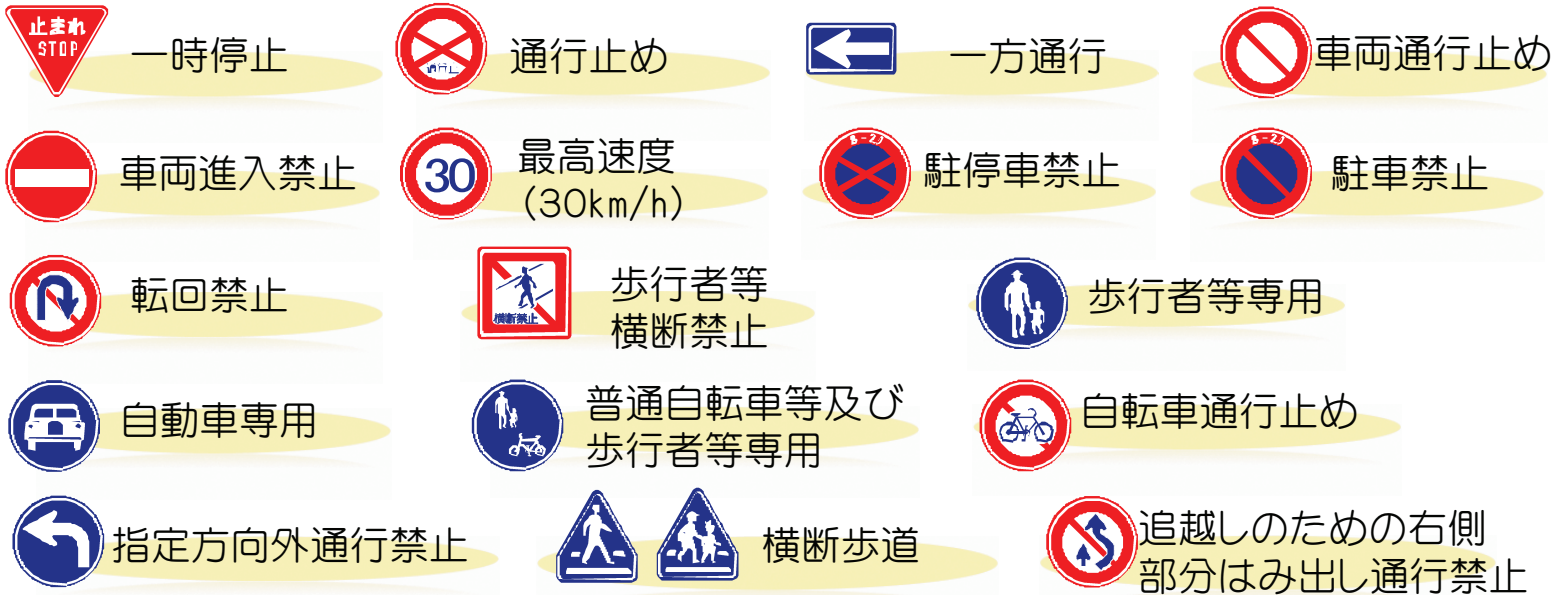 止まれ
STOP
一時停止
通行止め
一方通行
車両通行止め
車両進入禁止
30
最高速度
(30km/h)
8-20
駐停車禁止
8-20
駐車禁止
転回禁止
横断禁止
歩行者等
横断禁止
歩行者等専用
自動車専用
普通自転車等及び
歩行者等専用
自転車通行止め
指定方向外通行禁止
横断歩道
追越しのための右側
部分はみ出し通行禁止